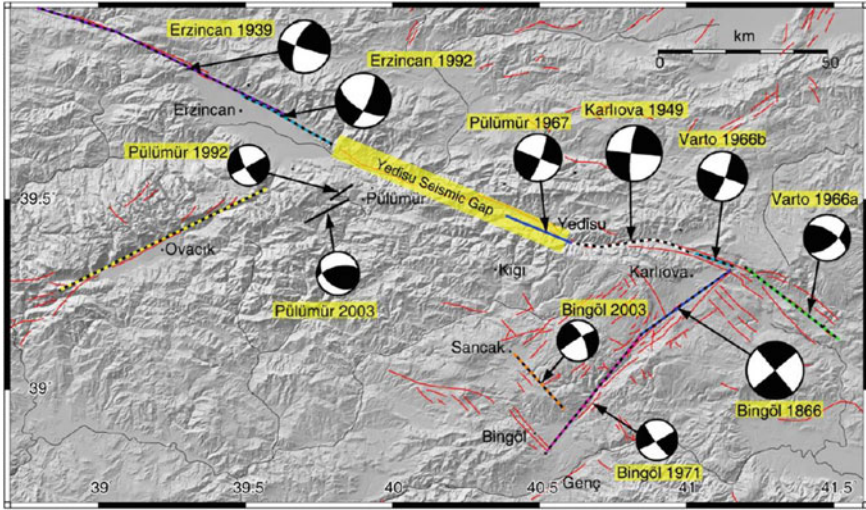 Erzincan 1939
km
0
50
Erzincan 1992
Erzincan
Pülümür 1967
Karlıova 1949
Varto 1966b
Pülümür 1992
Yedisu Seismic Gap
Varto 1966a
39.5
Pülümür
Yedisu
Ovacık
Kiğı
Karlıova
Pülümür 2003
Bingöl 2003
Sancak
39
Bingöl 1866
Bingöl
Bingöl 1971
Genç
39
39.5
40
40.5
41
41.5